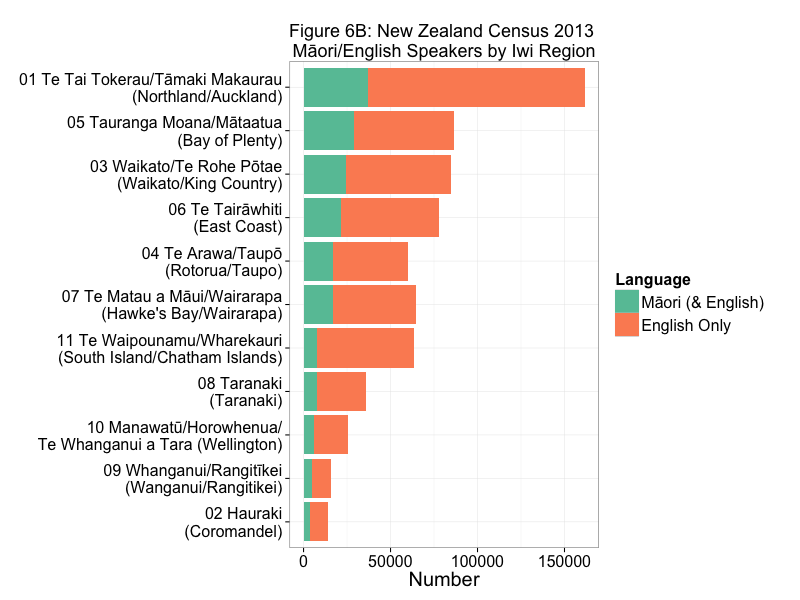 Figure 6B: New Zealand Census 2013
Māori/English Speakers by Iwi Region
01 Te Tai Tokerau/Tāmaki Makaurau
(Northland/Auckland)
05 Tauranga Moana/Mātaatua
(Bay of Plenty)
03 Waikato/Te Rohe Pōtae
(Waikato/King Country)
06 Te Tairāwhiti
(East Coast)
04 Te Arawa/Taupō
(Rotorua/Taupo)
07 Te Matau a Māui/Wairarapa
(Hawke's Bay/Wairarapa)
11 Te Waipounamu/Wharekauri
(South Island/Chatham Islands)
08 Taranaki
(Taranaki)
10 Manawatū/Horowhenua/
Te Whanganui a Tara (Wellington)
09 Whanganui/Rangitīkei
(Wanganui/Rangitikei)
02 Hauraki
(Coromandel)
0 50000 100000 150000
Number
Language
Māori (& English)
English Only